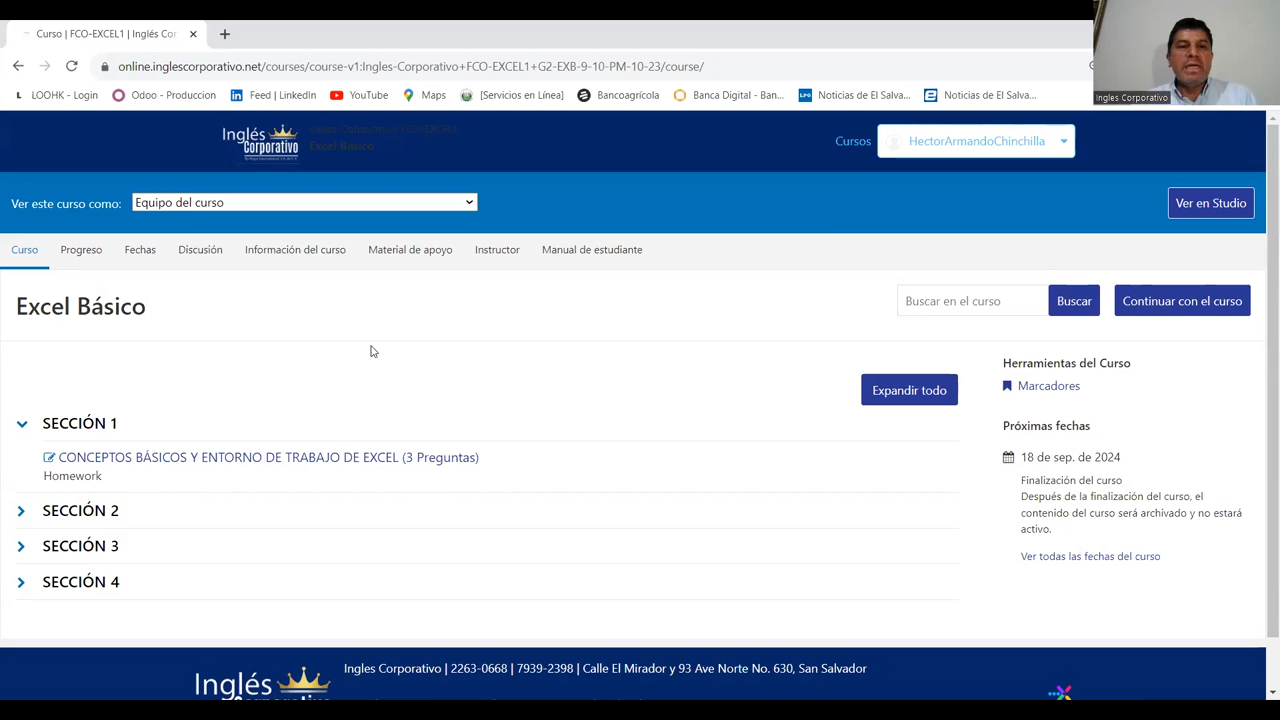 Curso | FCO-EXCEL1 | Inglés Cor
online.inglescorporativo.net/courses/course-v1:Ingles-Corporativo+FCO-EXCEL1+G2-EXB-9-10-PM-10-23/course/
Ingles Corporativo
LOOHK - Login
Odoo - Produccion
Feed | LinkedIn
YouTube
Maps
[Servicios en Línea]
Bancoagrícola
Banca Digital - Ban...
Noticias de El Salva...
Noticias de El Salva...
Inglés Corporativo
Excel Básico
Cursos
HectorArmandoChinchilla
Ver este curso como:
Equipo del curso
Ver en Studio
Curso
Progreso
Fechas
Discusión
Información del curso
Material de apoyo
Instructor
Manual de estudiante
Excel Básico
Buscar en el curso
Buscar
Continuar con el curso
Expandir todo
SECCIÓN 1
CONCEPTOS BÁSICOS Y ENTORNO DE TRABAJO DE EXCEL (3 Preguntas)
Homework
SECCIÓN 2
SECCIÓN 3
SECCIÓN 4
Herramientas del Curso
Marcadores
Próximas fechas
18 de sep. de 2024
Finalización del curso
Después de la finalización del curso, el
contenido del curso será archivado y no estará
activo.
Ver todas las fechas del curso
Inglés
Ingles Corporativo | 2263-0668 | 7939-2398 | Calle El Mirador y 93 Ave Norte No. 630, San Salvador